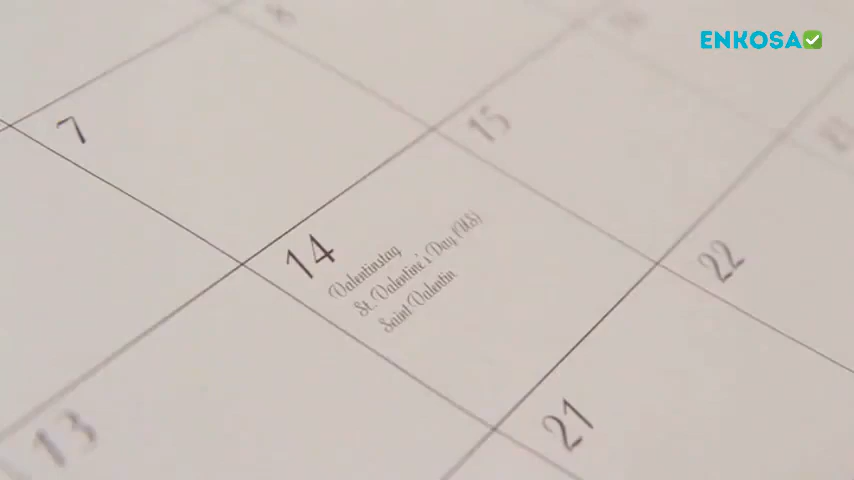 ENKOSA
8
7
15
14
Valentinstag
St. Valentine's Day (US)
Saint Valentin
22
21
13